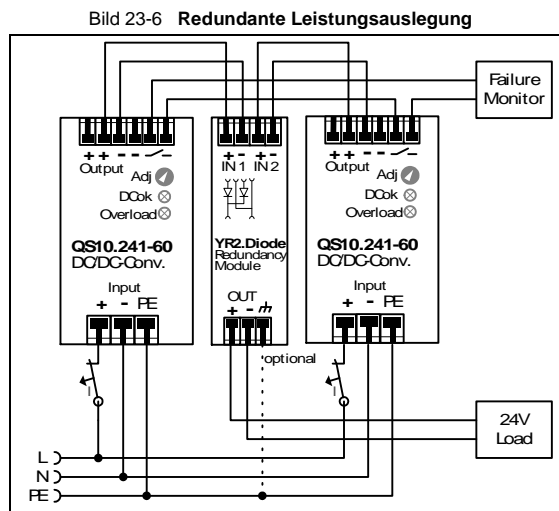 Bild 23-6 Redundante Leistungsauslegung
Failure
Monitor
+ + - - 
Output
Adj
DCok
Overload
QS10.241-60
DC/DC-Conv.
Input
+ - PE
+ - + -
IN 1 IN 2
YR2.Diode
Redundancy
Module
OUT
+ -
optional
+ + - -
Output
Adj
DCok
Overload
QS10.241-60
DC/DC-Conv.
Input
+ - PE
I
I
24V
Load
L
N
PE